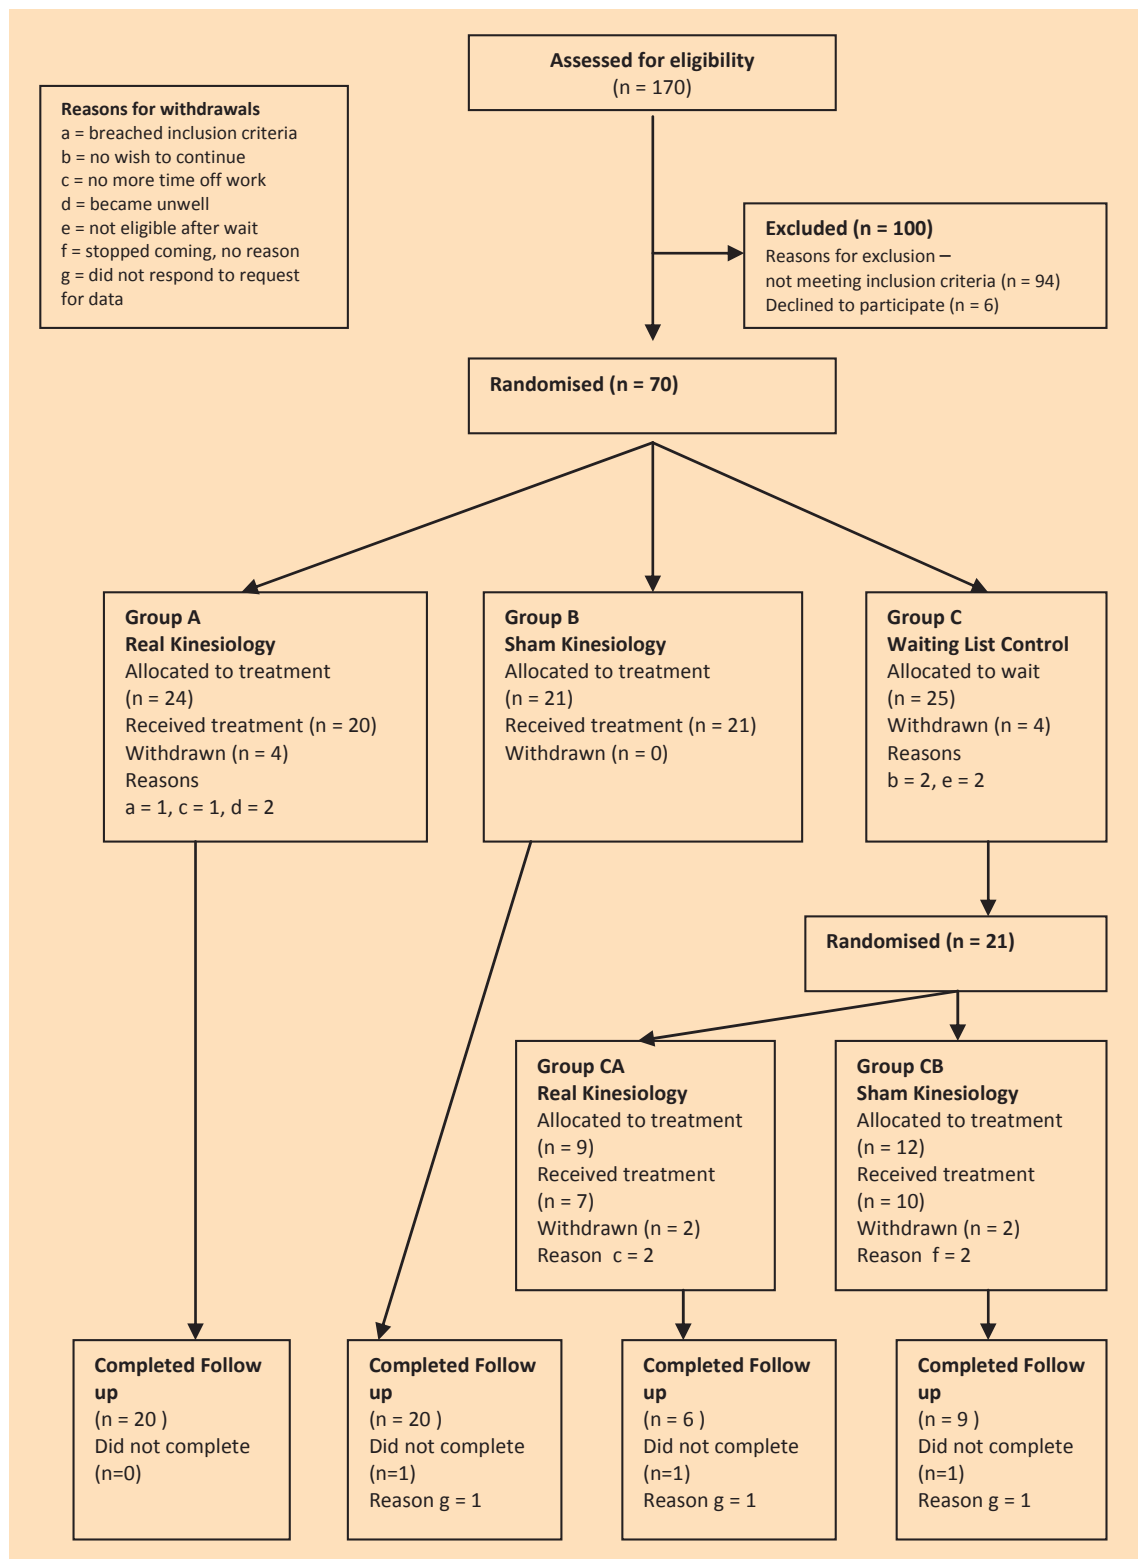 Assessed for eligibility
(n = 170)
Reasons for withdrawals
a = breached inclusion criteria
b = no wish to continue
c = no more time off work
d = became unwell
e = not eligible after wait
f = stopped coming, no reason
g = did not respond to request
for data
Excluded (n = 100)
Reasons for exclusion –
not meeting inclusion criteria (n = 94)
Declined to participate (n = 6)
Randomised (n = 70)
Group A
Real Kinesiology
Allocated to treatment
(n = 24)
Received treatment (n = 20)
Withdrawn (n = 4)
Reasons
a = 1, c = 1, d = 2
Group B
Sham Kinesiology
Allocated to treatment
(n = 21)
Received treatment (n = 21)
Withdrawn (n = 0)
Group C
Waiting List Control
Allocated to wait
(n = 25)
Withdrawn (n = 4)
Reasons
b = 2, e = 2
Randomised (n = 21)
Group CA
Real Kinesiology
Allocated to treatment
(n = 9)
Received treatment
(n = 7)
Withdrawn (n = 2)
Reason  c = 2
Group CB
Sham Kinesiology
Allocated to treatment
(n = 12)
Received treatment
(n = 10)
Withdrawn (n = 2)
Reason  f = 2
Completed Follow
up
(n = 20 )
Did not complete
(n=0)
Completed Follow
up
(n = 20 )
Did not complete
(n=1)
Reason g = 1
Completed Follow
up
(n = 6 )
Did not complete
(n=1)
Reason g = 1
Completed Follow
up
(n = 9 )
Did not complete
(n=1)
Reason g = 1